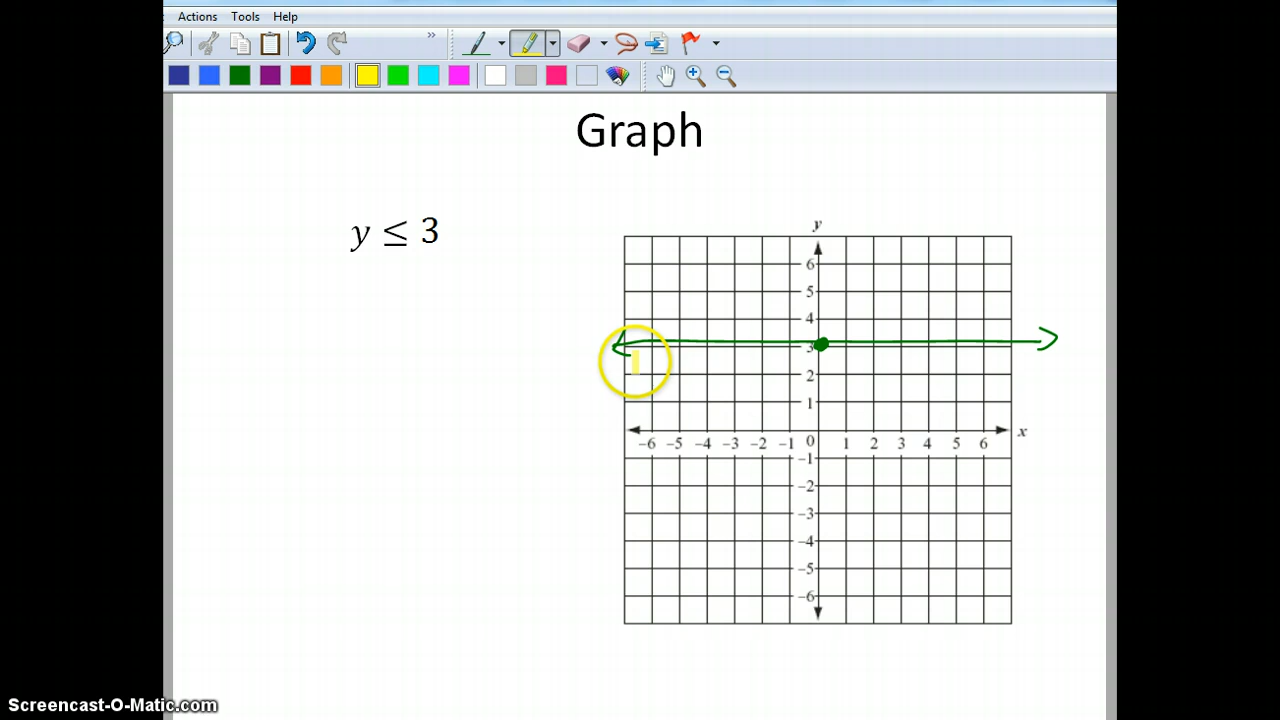 Actions Tools Help
»
Graph
y ≤ 3
y
6
5
4
3
2
1
−6 −5 −4 −3 −2 −1 0 1 2 3 4 5 6 x
−1
−2
−3
−4
−5
−6
Screencast-O-Matic.com